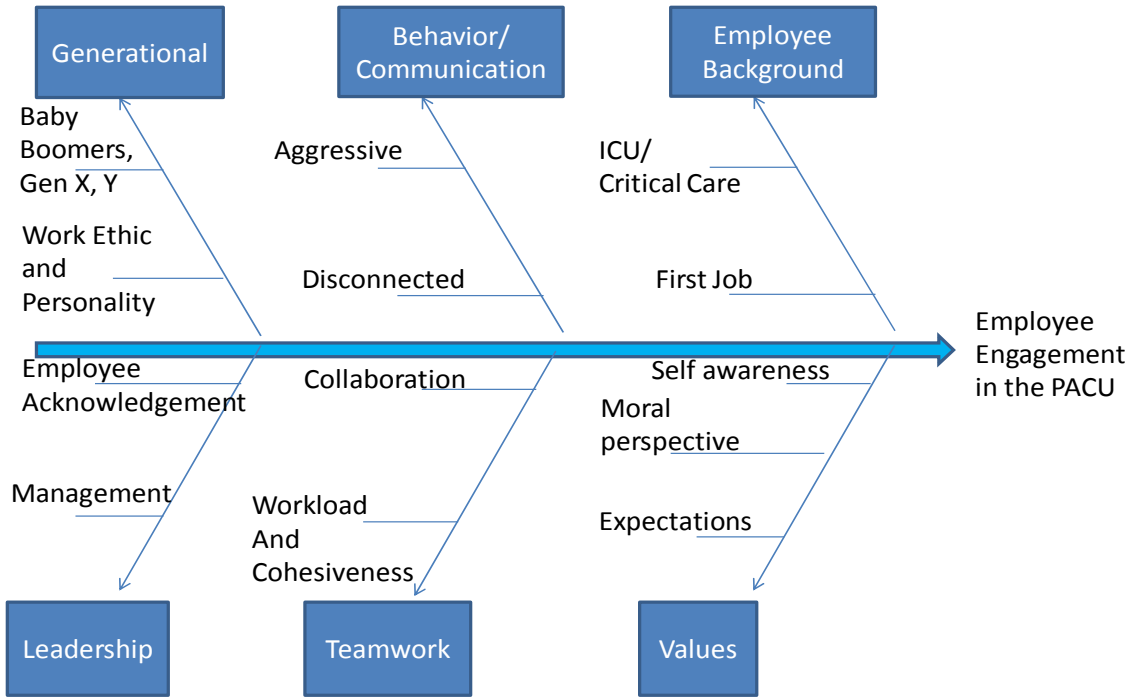 Generational
Behavior/
Communication
Employee
Background
Baby
Boomers,
Gen X, Y
Aggressive
ICU/
Critical Care
Work Ethic
and
Personality
Disconnected
First Job
Employee
Engagement
in the PACU
Employee
Acknowledgement
Collaboration
Self awareness
Moral
perspective
Management
Workload
And
Cohesiveness
Expectations
Leadership
Teamwork
Values